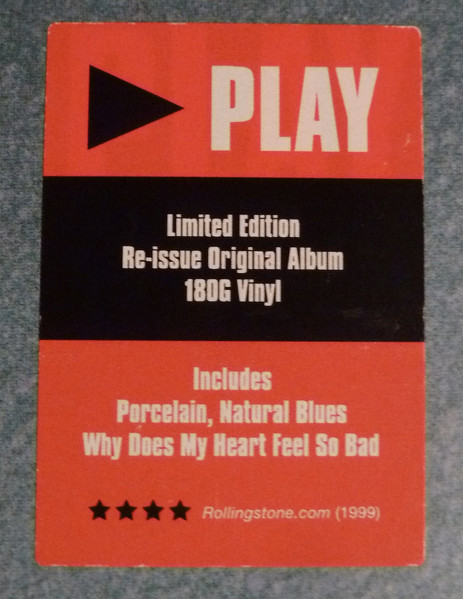 PLAY
Limited Edition
Re-issue Original Album
180G Vinyl
Includes
Porcelain, Natural Blues
Why Does My Heart Feel So Bad
Rollingstone.com (1999)